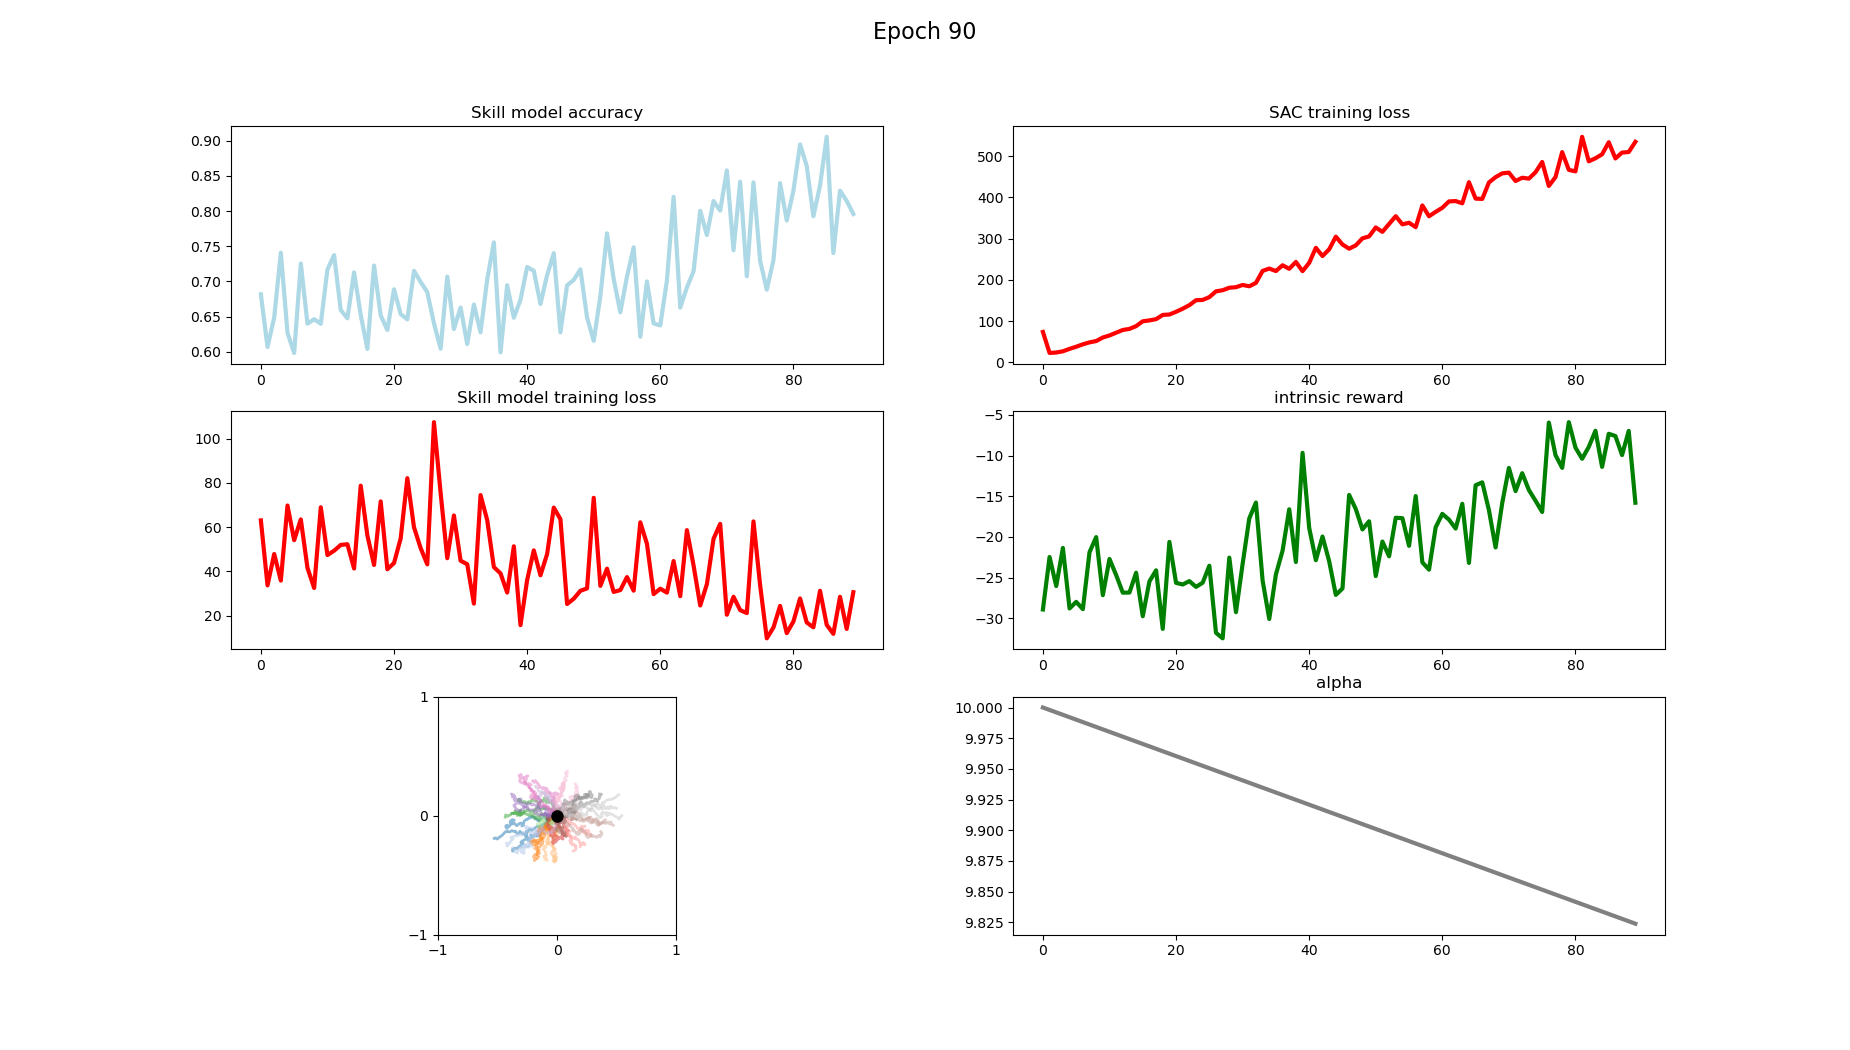 Epoch 90
Skill model accuracy
0.90
0.85
0.80
0.75
0.70
0.65
0.60
0 20 40 60 80
SAC training loss
500
400
300
200
100
0
0 20 40 60 80
Skill model training loss
100
80
60
40
20
0 20 40 60 80
intrinsic reward
−5
−10
−15
−20
−25
−30
0 20 40 60 80
1
0
−1
−1 0 1
alpha
10.000
9.975
9.950
9.925
9.900
9.875
9.850
9.825
0 20 40 60 80